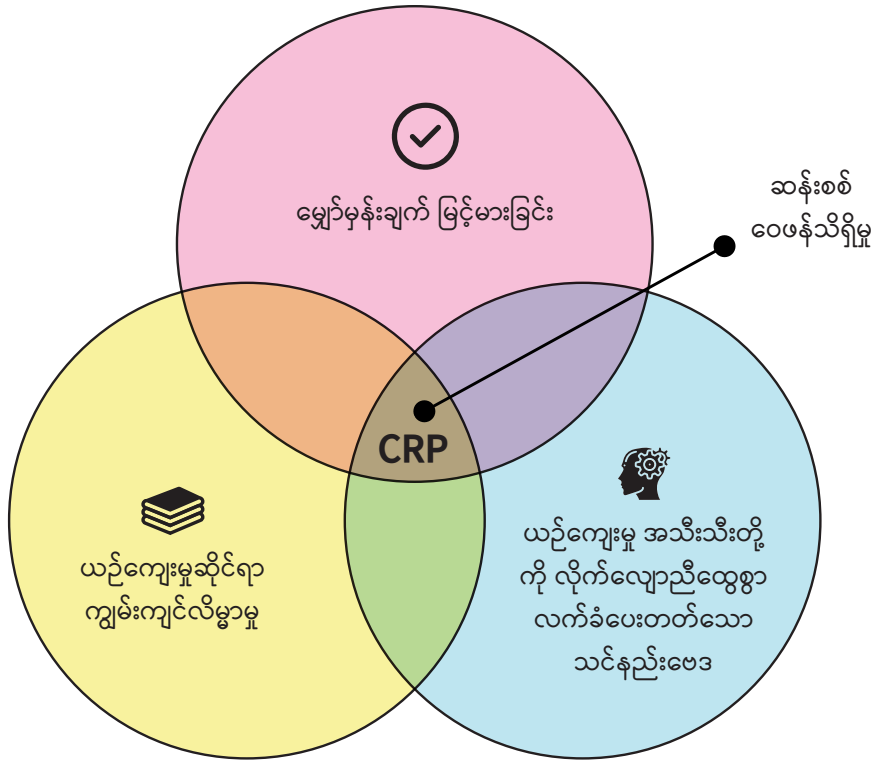 မျှော်မှန်းချက် မြင့်မားခြင်း
ဆန်းစစ်
ဝေဖန်သိရှိမှု
CRP
ယဉ်ကျေးမှုဆိုင်ရာ
ကျွမ်းကျင်လိမ္မာမှု
ယဉ်ကျေးမှု အသီးသီးတို့
ကို လိုက်လျောညီထွေစွာ
လက်ခံပေးတတ်သော
သင်နည်းဗေဒ